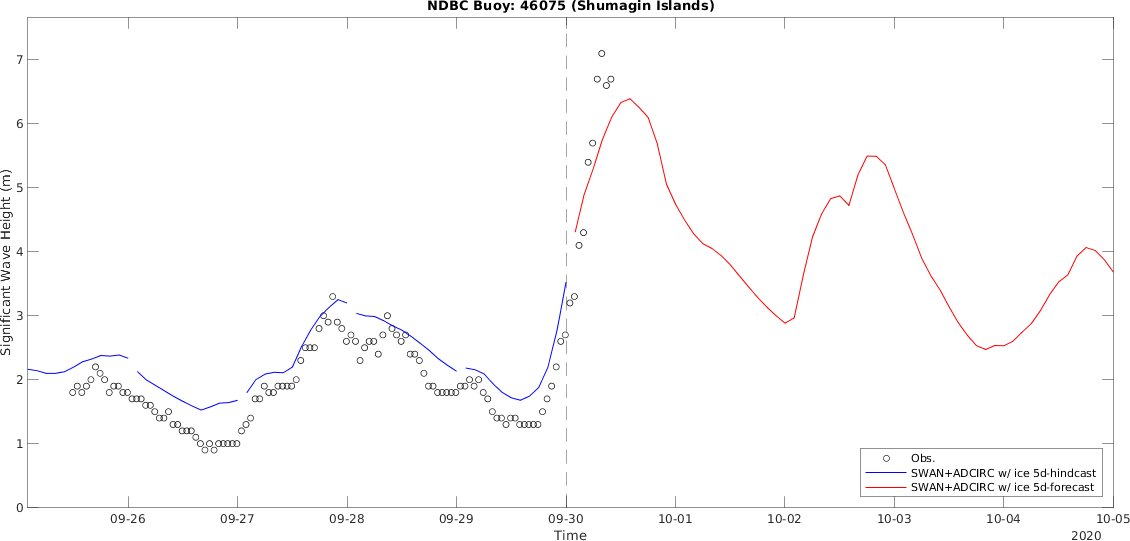 NDBC Buoy: 46075 (Shumagin Islands)
Significant Wave Height (m)
7
6
5
4
3
2
1
0
Obs.
SWAN+ADCIRC w/ ice 5d-hindcast
SWAN+ADCIRC w/ ice 5d-forecast
09-26 09-27 09-28 09-29 09-30 10-01 10-02 10-03 10-04 10-05
Time
2020